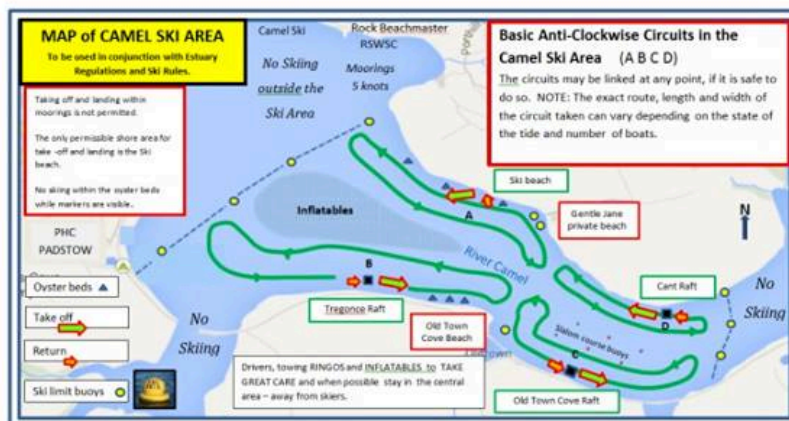 MAP of CAMEL SKI AREA
To be used in conjunction with Estuary
Regulations and Ski Rules.
Camel Ski
Rock Beachmaster
RSWSC
Moorings
5 knots
No Skiing
outside the
Ski Area
Basic Anti-Clockwise Circuits in the
Camel Ski Area (A B C D)
The circuits may be linked at any point, if it is safe to
do so. NOTE: The exact route, length and width of
the circuit taken can vary depending on the state of
the tide and number of boats.
Taking off and landing within
moorings is not permitted.
The only permissible shore area for
take -off and landing is the Ski
beach.
No skiing within the oyster beds
while markers are visible.
Ski beach
A
Inflatables
Gentle Jane
private beach
N
PHC
PADSTOW
B
River Camel
Cant Raft
No
Skiing
D
Oyster beds
Take off
Return
Ski limit buoys
No
Skiing
Tregonce Raft
Old Town
Cove Beach
Slalom course buoys
C
Drivers, towing RINGOS and INFLATABLES to TAKE
GREAT CARE and when possible stay in the central
area – away from skiers.
Old Town Cove Raft